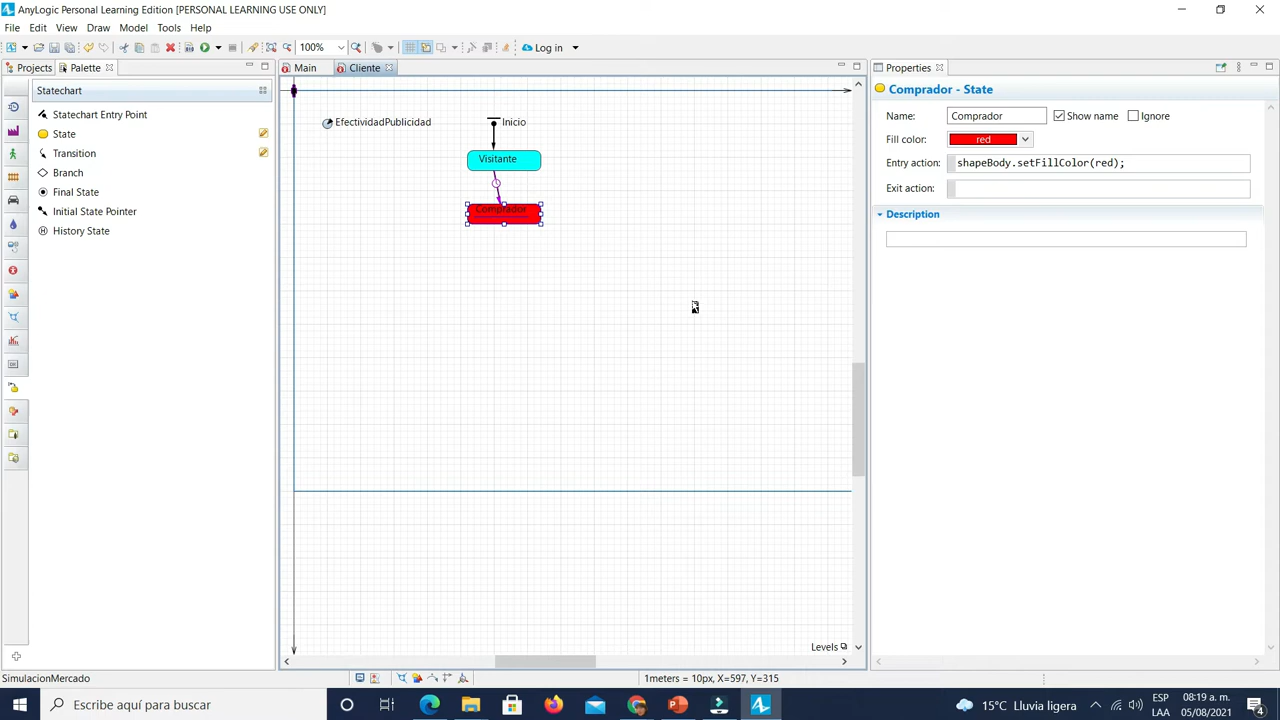 AnyLogic Personal Learning Edition [PERSONAL LEARNING USE ONLY]
File Edit View Draw Model Tools Help
100% Log in
Projects Palette
Main Cliente
Properties
Statechart
Statechart Entry Point
State
Transition
Branch
Final State
Initial State Pointer
History State
EfectividadPublicidad
Inicio
Visitante
Comprador
Levels
Comprador - State
Name: Comprador Show name Ignore
Fill color: red
Entry action: shapeBody.setFillColor(red);
Exit action:
Description
SimulacionMercado
1meters = 10px, X=597, Y=315
Escribe aquí para buscar
15°C Lluvia ligera
ESP
LAA
08:19 a. m.
05/08/2021
4